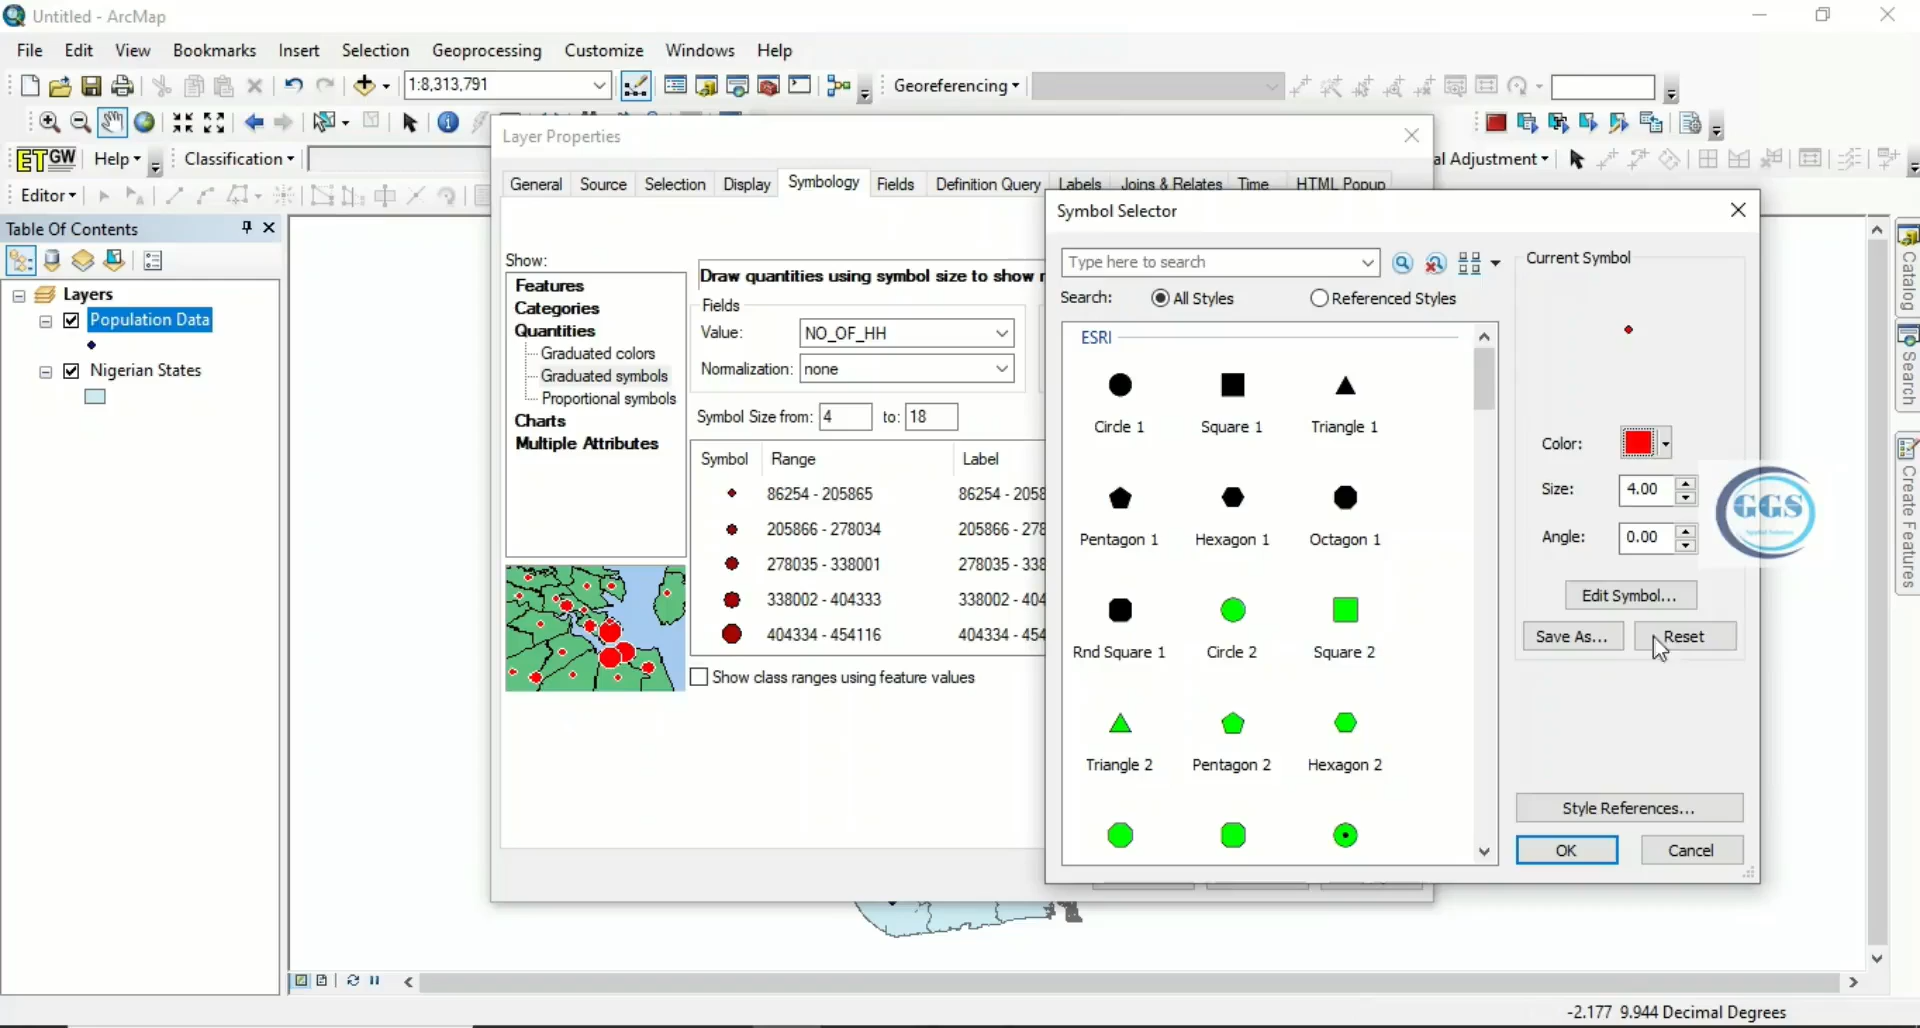 Untitled - ArcMap
File Edit View Bookmarks Insert Selection Geoprocessing Customize Windows Help
1:8,313,791 Georeferencing
ET GW Help Classification al Adjustment
Editor
Table Of Contents
Layers
Population Data
Nigerian States
Layer Properties
General Source Selection Display Symbology Fields Definition Query Labels Joins & Relates Time HTML Popup
Show:
Features
Categories
Quantities
Graduated colors
Graduated symbols
Proportional symbols
Charts
Multiple Attributes
Draw quantities using symbol size to show
Fields
Value: NO_OF_HH
Normalization: none
Symbol Size from: 4 to: 18
Symbol Range Label
86254 - 205865 86254 - 2058
205866 - 278034 205866 - 278
278035 - 338001 278035 - 338
338002 - 404333 338002 - 404
404334 - 454116 404334 - 454
Show class ranges using feature values
Symbol Selector
Type here to search
Search: All Styles Referenced Styles
ESRI
Circle 1 Square 1 Triangle 1
Pentagon 1 Hexagon 1 Octagon 1
Rnd Square 1 Circle 2 Square 2
Triangle 2 Pentagon 2 Hexagon 2
Current Symbol
Color:
Size: 4.00
Angle: 0.00
Edit Symbol...
Save As... Reset
Style References...
OK Cancel
GGS
Catalog
Search
Create Features
-2.177 9.944 Decimal Degrees